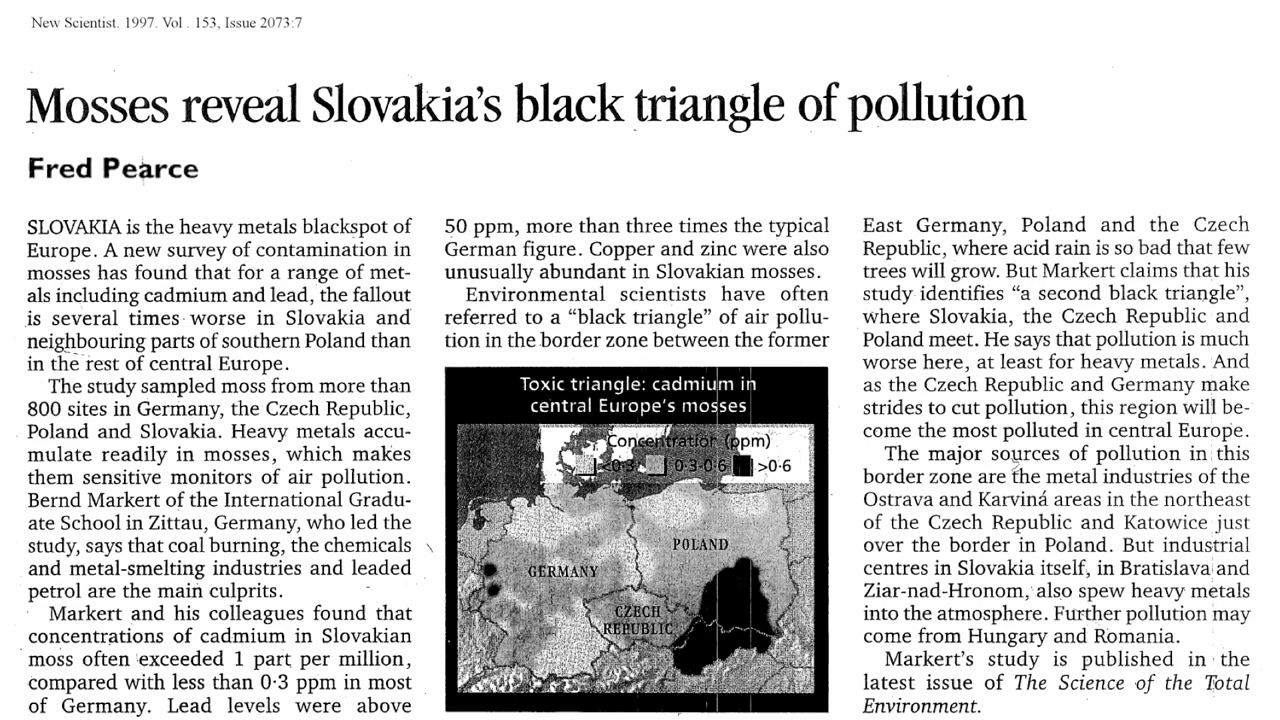 New Scientist. 1997. Vol . 153, Issue 2073:7
Mosses reveal Slovakia's black triangle of pollution
Fred Pearce
SLOVAKIA is the heavy metals blackspot of
Europe. A new survey of contamination in
mosses has found that for a range of met-
als including cadmium and lead, the fallout
is several times worse in Slovakia and
neighbouring parts of southern Poland than
in the rest of central Europe.
The study sampled moss from more than
800 sites in Germany, the Czech Republic,
Poland and Slovakia. Heavy metals accu-
mulate readily in mosses, which makes
them sensitive monitors of air pollution.
Bernd Markert of the International Gradu-
ate School in Zittau, Germany, who led the
study, says that coal burning, the chemicals
and metal-smelting industries and leaded
petrol are the main culprits.
Markert and his colleagues found that
concentrations of cadmium in Slovakian
moss often exceeded 1 part per million,
compared with less than 0·3 ppm in most
of Germany. Lead levels were above
50 ppm, more than three times the typical
German figure. Copper and zinc were also
unusually abundant in Slovakian mosses.
Environmental scientists have often
referred to a "black triangle" of air pollu-
tion in the border zone between the former
Toxic triangle: cadmium in
central Europe's mosses
Concentration (ppm)
<0·3 0·3-0·6 >0·6
POLAND
GERMANY
CZECH
REPUBLIC
East Germany, Poland and the Czech
Republic, where acid rain is so bad that few
trees will grow. But Markert claims that his
study identifies "a second black triangle",
where Slovakia, the Czech Republic and
Poland meet. He says that pollution is much
worse here, at least for heavy metals. And
as the Czech Republic and Germany make
strides to cut pollution, this region will be-
come the most polluted in central Europe.
The major sources of pollution in this
border zone are the metal industries of the
Ostrava and Karviná areas in the northeast
of the Czech Republic and Katowice just
over the border in Poland. But industrial
centres in Slovakia itself, in Bratislava and
Ziar-nad-Hronom, also spew heavy metals
into the atmosphere. Further pollution may
come from Hungary and Romania.
Markert's study is published in the
latest issue of The Science of the Total
Environment.